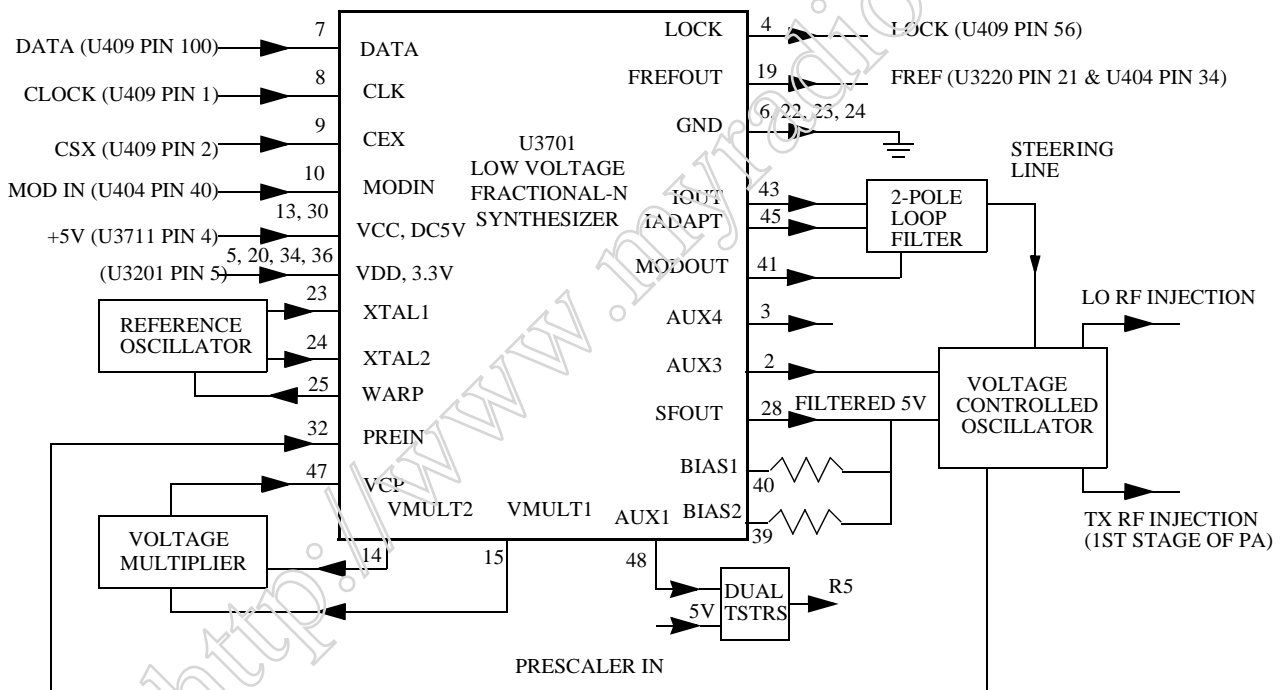 7
DATA (U409 PIN 100)
DATA
8
CLOCK (U409 PIN 1)
CLK
9
CSX (U409 PIN 2)
CEX
10
MOD IN (U404 PIN 40)
MODIN
13, 30
+5V (U3711 PIN 4)
VCC, DC5V
5, 20, 34, 36
(U3201 PIN 5)
VDD, 3.3V
23
XTAL1
REFERENCE
OSCILLATOR
24
XTAL2
25
WARP
32
PREIN
47
VCP
VOLTAGE
MULTIPLIER
VMULT2
14
VMULT1
15
AUX1
48
U3701
LOW VOLTAGE
FRACTIONAL-N
SYNTHESIZER
LOCK
4
LOCK (U409 PIN 56)
FREFOUT
19
FREF (U3220 PIN 21 & U404 PIN 34)
GND
6, 22, 23, 24
IOUT
43
IADAPT
45
2-POLE
LOOP
FILTER
STEERING
LINE
MODOUT
41
AUX4
3
AUX3
2
SFOUT
28
FILTERED 5V
BIAS1
40
BIAS2
39
LO RF INJECTION
VOLTAGE
CONTROLLED
OSCILLATOR
TX RF INJECTION
(1ST STAGE OF PA)
5V
DUAL
TSTRS
R5
PRESCALER IN
http://www.myradio